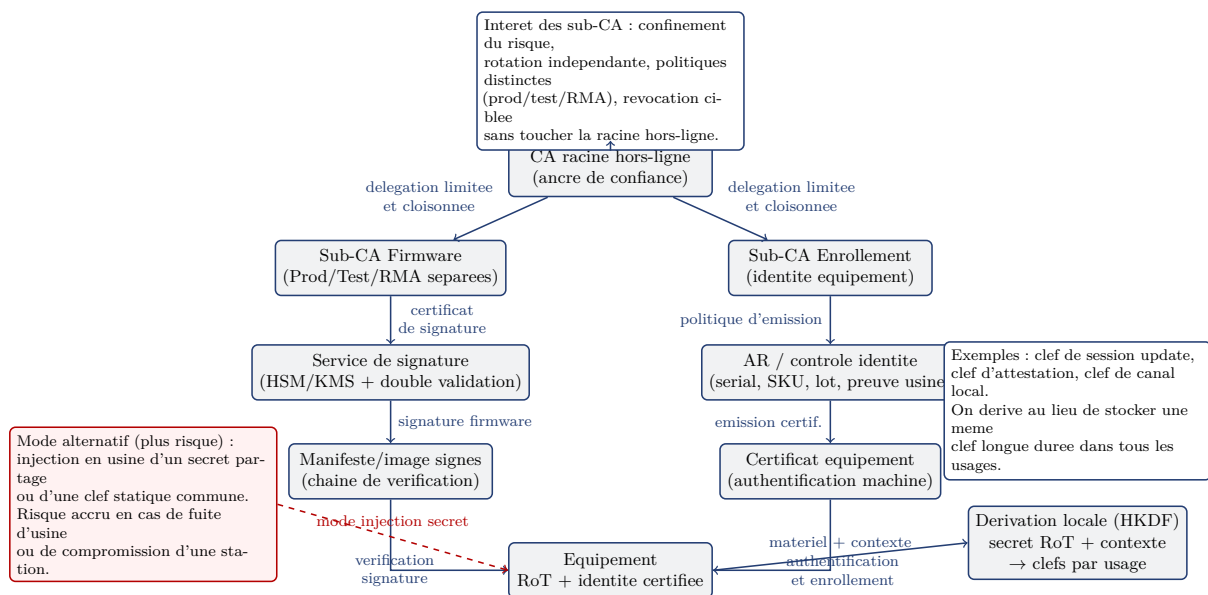 Interet des sub-CA : confinement
du risque,
rotation independante, politiques
distinctes
(prod/test/RMA), revocation ci-
blee
sans toucher la racine hors-ligne.
CA racine hors-ligne
(ancre de confiance)
delegation limitee
et cloisonnee
delegation limitee
et cloisonnee
Sub-CA Firmware
(Prod/Test/RMA separees)
Sub-CA Enrollement
(identite equipement)
certificat
de signature
politique d'emission
Service de signature
(HSM/KMS + double validation)
AR / controle identite
(serial, SKU, lot, preuve usine
Exemples : clef de session update,
clef d'attestation, clef de canal
local.
On derive au lieu de stocker une
meme
clef longue duree dans tous les
usages.
signature firmware
emission certif.
Mode alternatif (plus risque) :
injection en usine d'un secret par-
tage
ou d'une clef statique commune.
Risque accru en cas de fuite
d'usine
ou de compromission d'une sta-
tion.
Manifeste/image signes
(chaine de verification)
Certificat equipement
(authentification machine)
mode injection secret
verification
signature
Equipement
RoT + identite certifiee
materiel + contexte
authentification
et enrollement
Derivation locale (HKDF)
secret RoT + contexte
→ clefs par usage